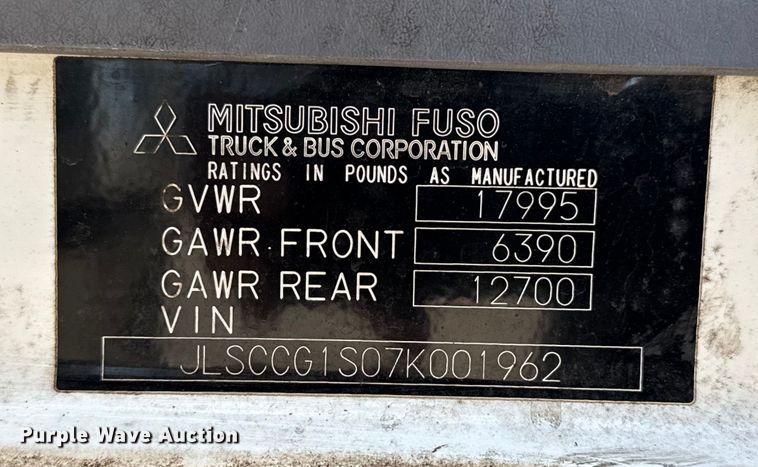 MITSUBISHI FUSO
TRUCK & BUS CORPORATION
RATINGS IN POUNDS AS MANUFACTURED
GVWR 17995
GAWR FRONT 6390
GAWR REAR 12700
VIN
JLSCCG1S07K001962
Purple Wave Auction